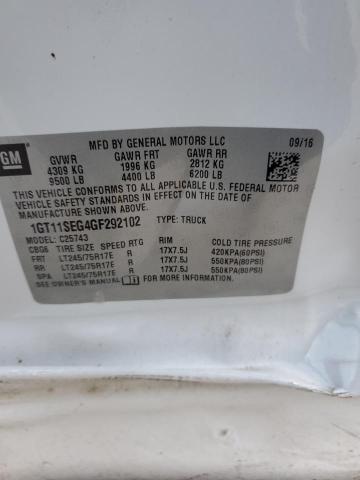 MFD BY GENERAL MOTORS LLC 09/16
GM GVWR GAWR FRT GAWR RR
4309 KG 1996 KG 2812 KG
9500 LB 4400 LB 6200 LB
THIS VEHICLE CONFORMS TO ALL APPLICABLE U.S. FEDERAL MOTOR
VEHICLE SAFETY STANDARDS IN EFFECT ON THE DATE OF
MANUFACTURE SHOWN ABOVE.
1GT11SEG4GF292102 TYPE: TRUCK
MODEL: C25743
CBG6 TIRE SIZE SPEED RTG RIM COLD TIRE PRESSURE
FRT LT245/75R17E R 17X7.5J 420KPA(60PSI)
RR LT245/75R17E R 17X7.5J 550KPA(80PSI)
SPA LT245/75R17E R 17X7.5J 550KPA(80PSI)
SEE OWNER'S MANUAL FOR MORE INFORMATION.